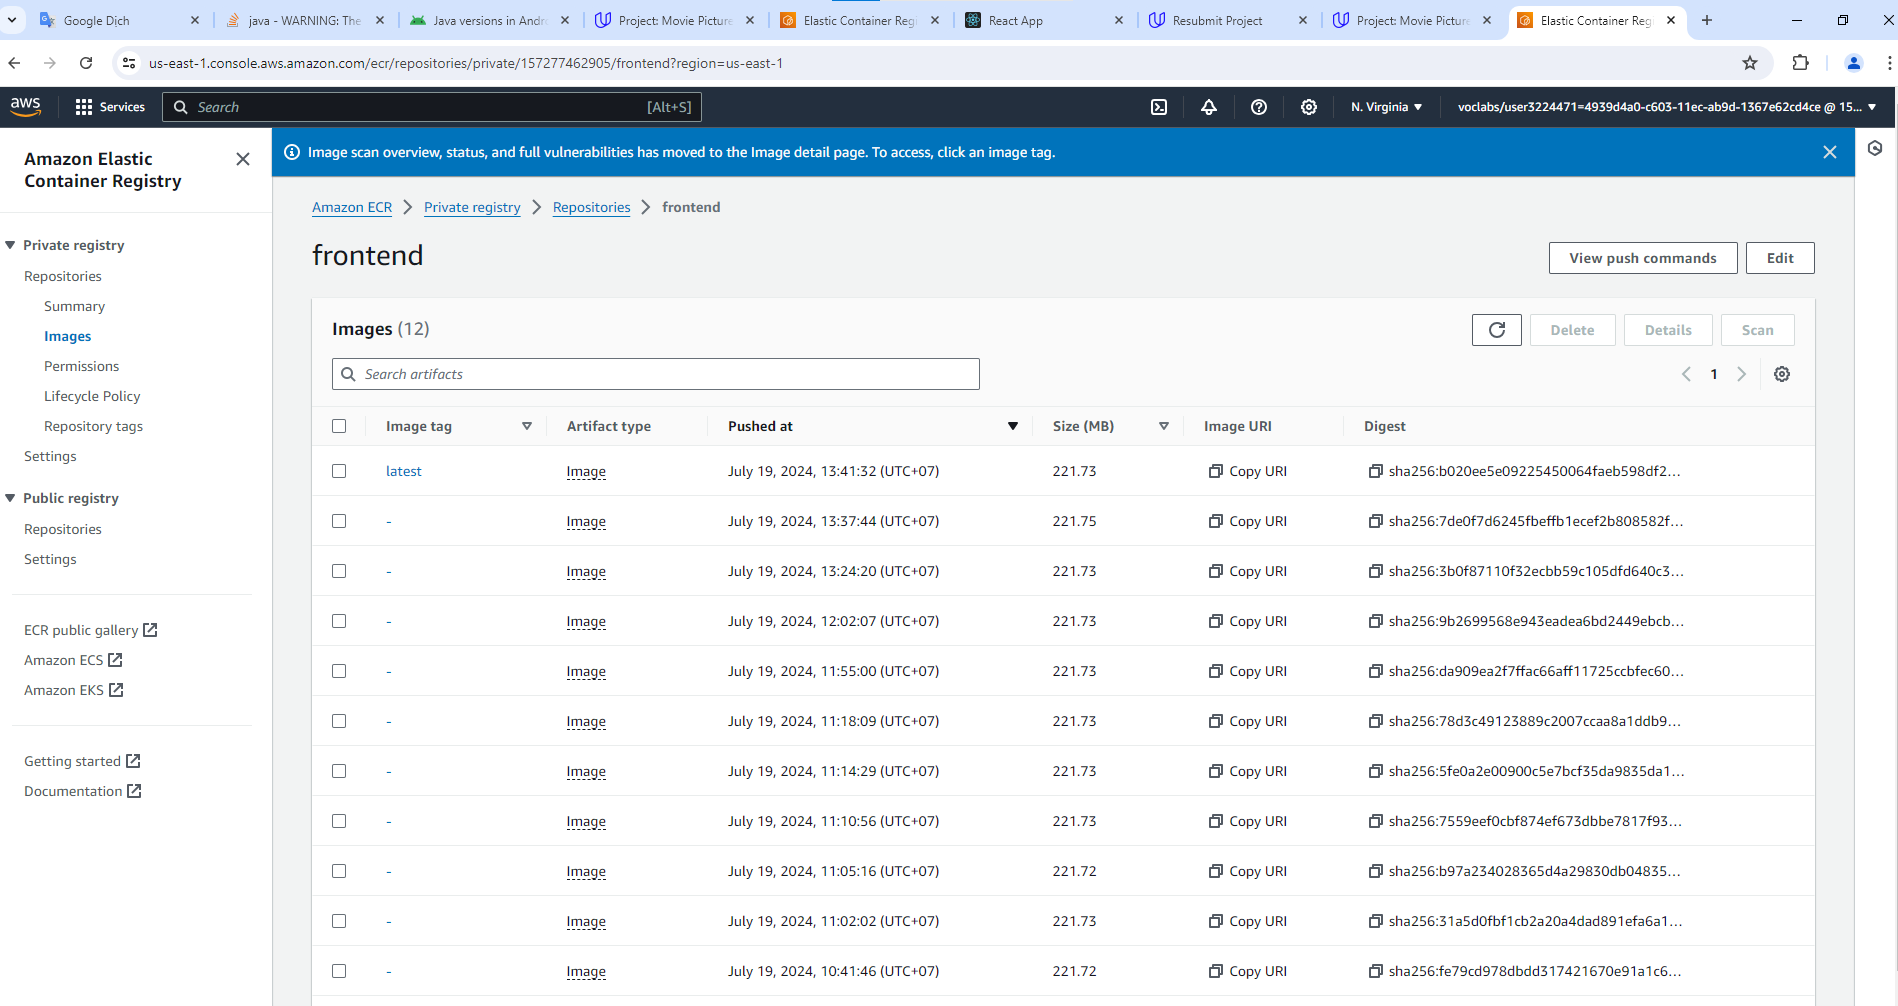 Google Dịch
java - WARNING: The
Java versions in Andr
Project: Movie Picture
Elastic Container Regi
React App
Resubmit Project
Project: Movie Picture
Elastic Container Regi
us-east-1.console.aws.amazon.com/ecr/repositories/private/157277462905/frontend?region=us-east-1
aws
Services
Search
[Alt+S]
N. Virginia
voclabs/user3224471=4939d4a0-c603-11ec-ab9d-1367e62cd4ce @ 15...
Amazon Elastic
Container Registry
Private registry
Repositories
Summary
Images
Permissions
Lifecycle Policy
Repository tags
Settings
Public registry
Repositories
Settings
ECR public gallery
Amazon ECS
Amazon EKS
Getting started
Documentation
Image scan overview, status, and full vulnerabilities has moved to the Image detail page. To access, click an image tag.
Amazon ECR > Private registry > Repositories > frontend
frontend
View push commands
Edit
Images (12)
Delete
Details
Scan
Search artifacts
1
Image tag Artifact type Pushed at Size (MB) Image URI Digest
latest Image July 19, 2024, 13:41:32 (UTC+07) 221.73 Copy URI sha256:b020ee5e09225450064faeb598df2...
- Image July 19, 2024, 13:37:44 (UTC+07) 221.75 Copy URI sha256:7de0f7d6245fbeffb1ecef2b808582f...
- Image July 19, 2024, 13:24:20 (UTC+07) 221.73 Copy URI sha256:3b0f87110f32ecbb59c105dfd640c3...
- Image July 19, 2024, 12:02:07 (UTC+07) 221.73 Copy URI sha256:9b2699568e943eadea6bd2449ebcb...
- Image July 19, 2024, 11:55:00 (UTC+07) 221.73 Copy URI sha256:da909ea2f7ffac66aff11725ccbfec60...
- Image July 19, 2024, 11:18:09 (UTC+07) 221.73 Copy URI sha256:78d3c49123889c2007ccaa8a1ddb9...
- Image July 19, 2024, 11:14:29 (UTC+07) 221.73 Copy URI sha256:5fe0a2e00900c5e7bcf35da9835da1...
- Image July 19, 2024, 11:10:56 (UTC+07) 221.73 Copy URI sha256:7559eef0cbf874ef673dbbe7817f93...
- Image July 19, 2024, 11:05:16 (UTC+07) 221.72 Copy URI sha256:b97a234028365d4a29830db04835...
- Image July 19, 2024, 11:02:02 (UTC+07) 221.73 Copy URI sha256:31a5d0fbf1cb2a20a4dad891efa6a1...
- Image July 19, 2024, 10:41:46 (UTC+07) 221.72 Copy URI sha256:fe79cd978dbdd317421670e91a1c6...